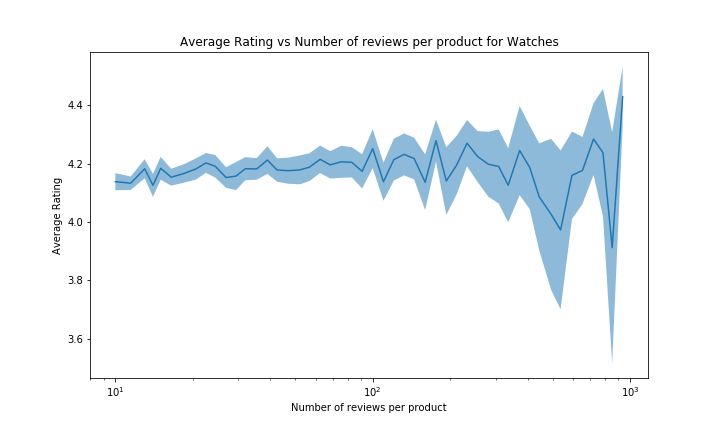 Average Rating vs Number of reviews per product for Watches
Average Rating
4.4
4.2
4.0
3.8
3.6
10¹
10²
10³
Number of reviews per product